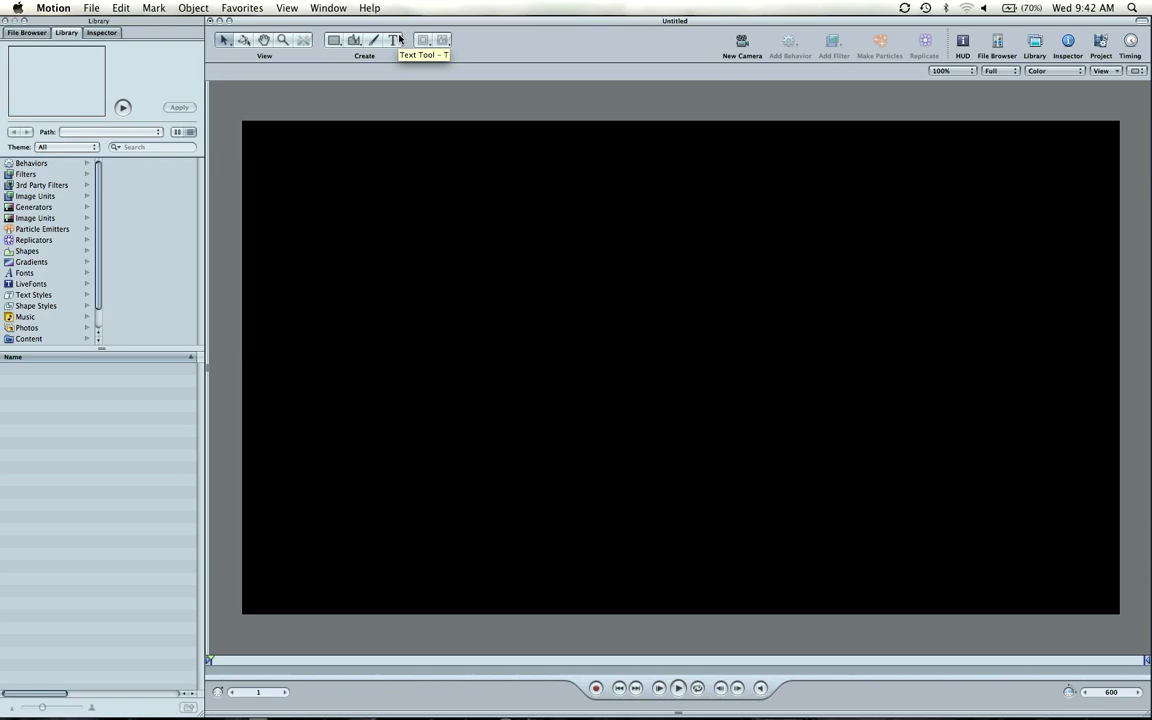 Motion File Edit Mark Object Favorites View Window Help (70%) Wed 9:42 AM
Library Untitled
File Browser Library Inspector
T
View Create New Camera Add Behavior Add Filter Make Particles Replicate HUD File Browser Library Inspector Project Timing
Text Tool - T
100% Full Color View
Apply
Path:
Theme: All Search
Behaviors
Filters
3rd Party Filters
Image Units
Generators
Image Units
Particle Emitters
Replicators
Shapes
Gradients
Fonts
LiveFonts
Text Styles
Shape Styles
Music
Photos
Content
Name
1 600